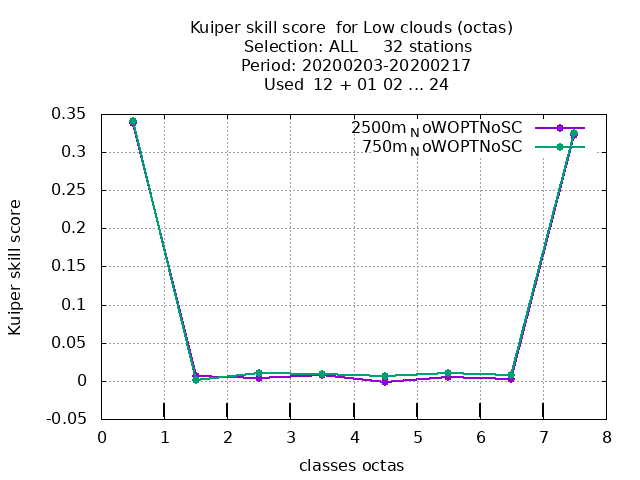 Kuiper skill score  for Low clouds (octas)
Selection: ALL     32 stations
Period: 20200203-20200217
Used  12 + 01 02 ... 24
2500m_NoWOPTNoSC
750m_NoWOPTNoSC
0.35
0.3
0.25
0.2
0.15
0.1
0.05
0
-0.05
Kuiper skill score
0 1 2 3 4 5 6 7 8
classes octas